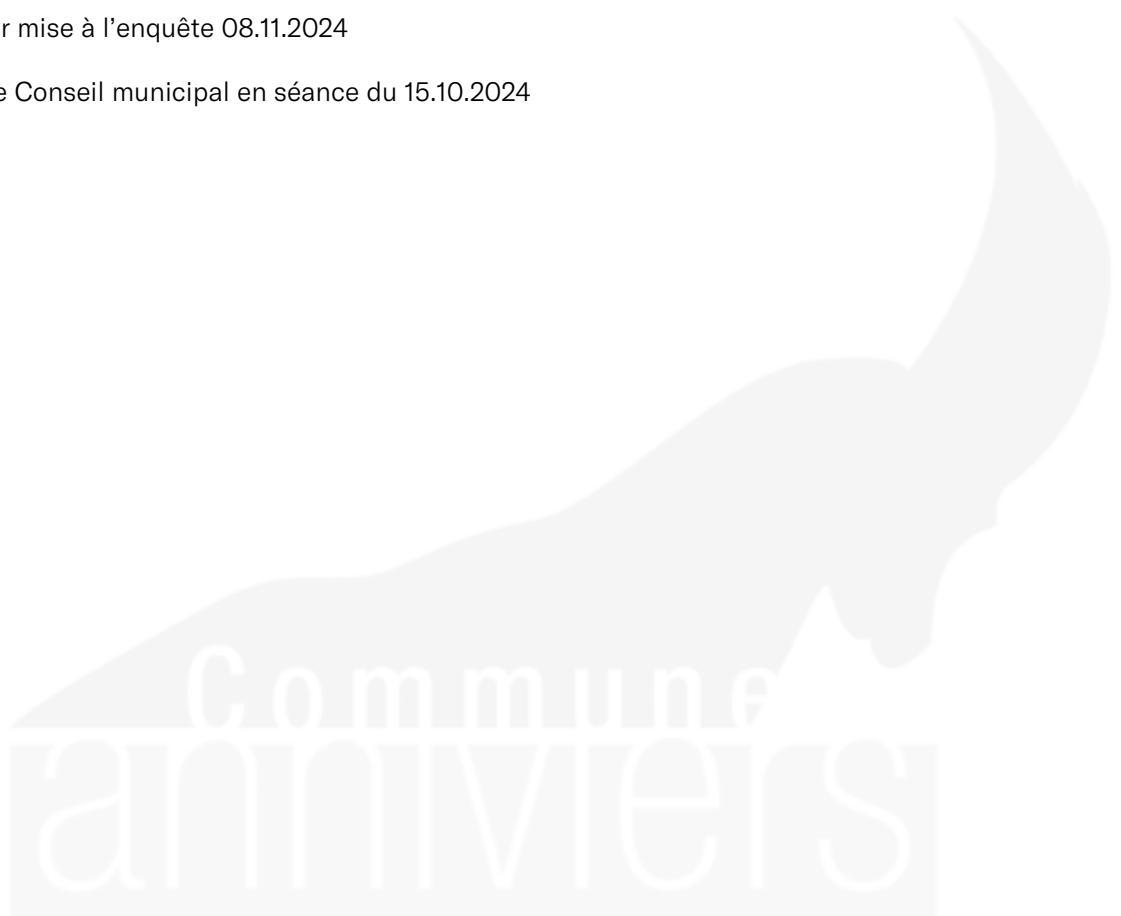 r mise à l’enquête 08.11.2024
e Conseil municipal en séance du 15.10.2024
Commune
anniviers